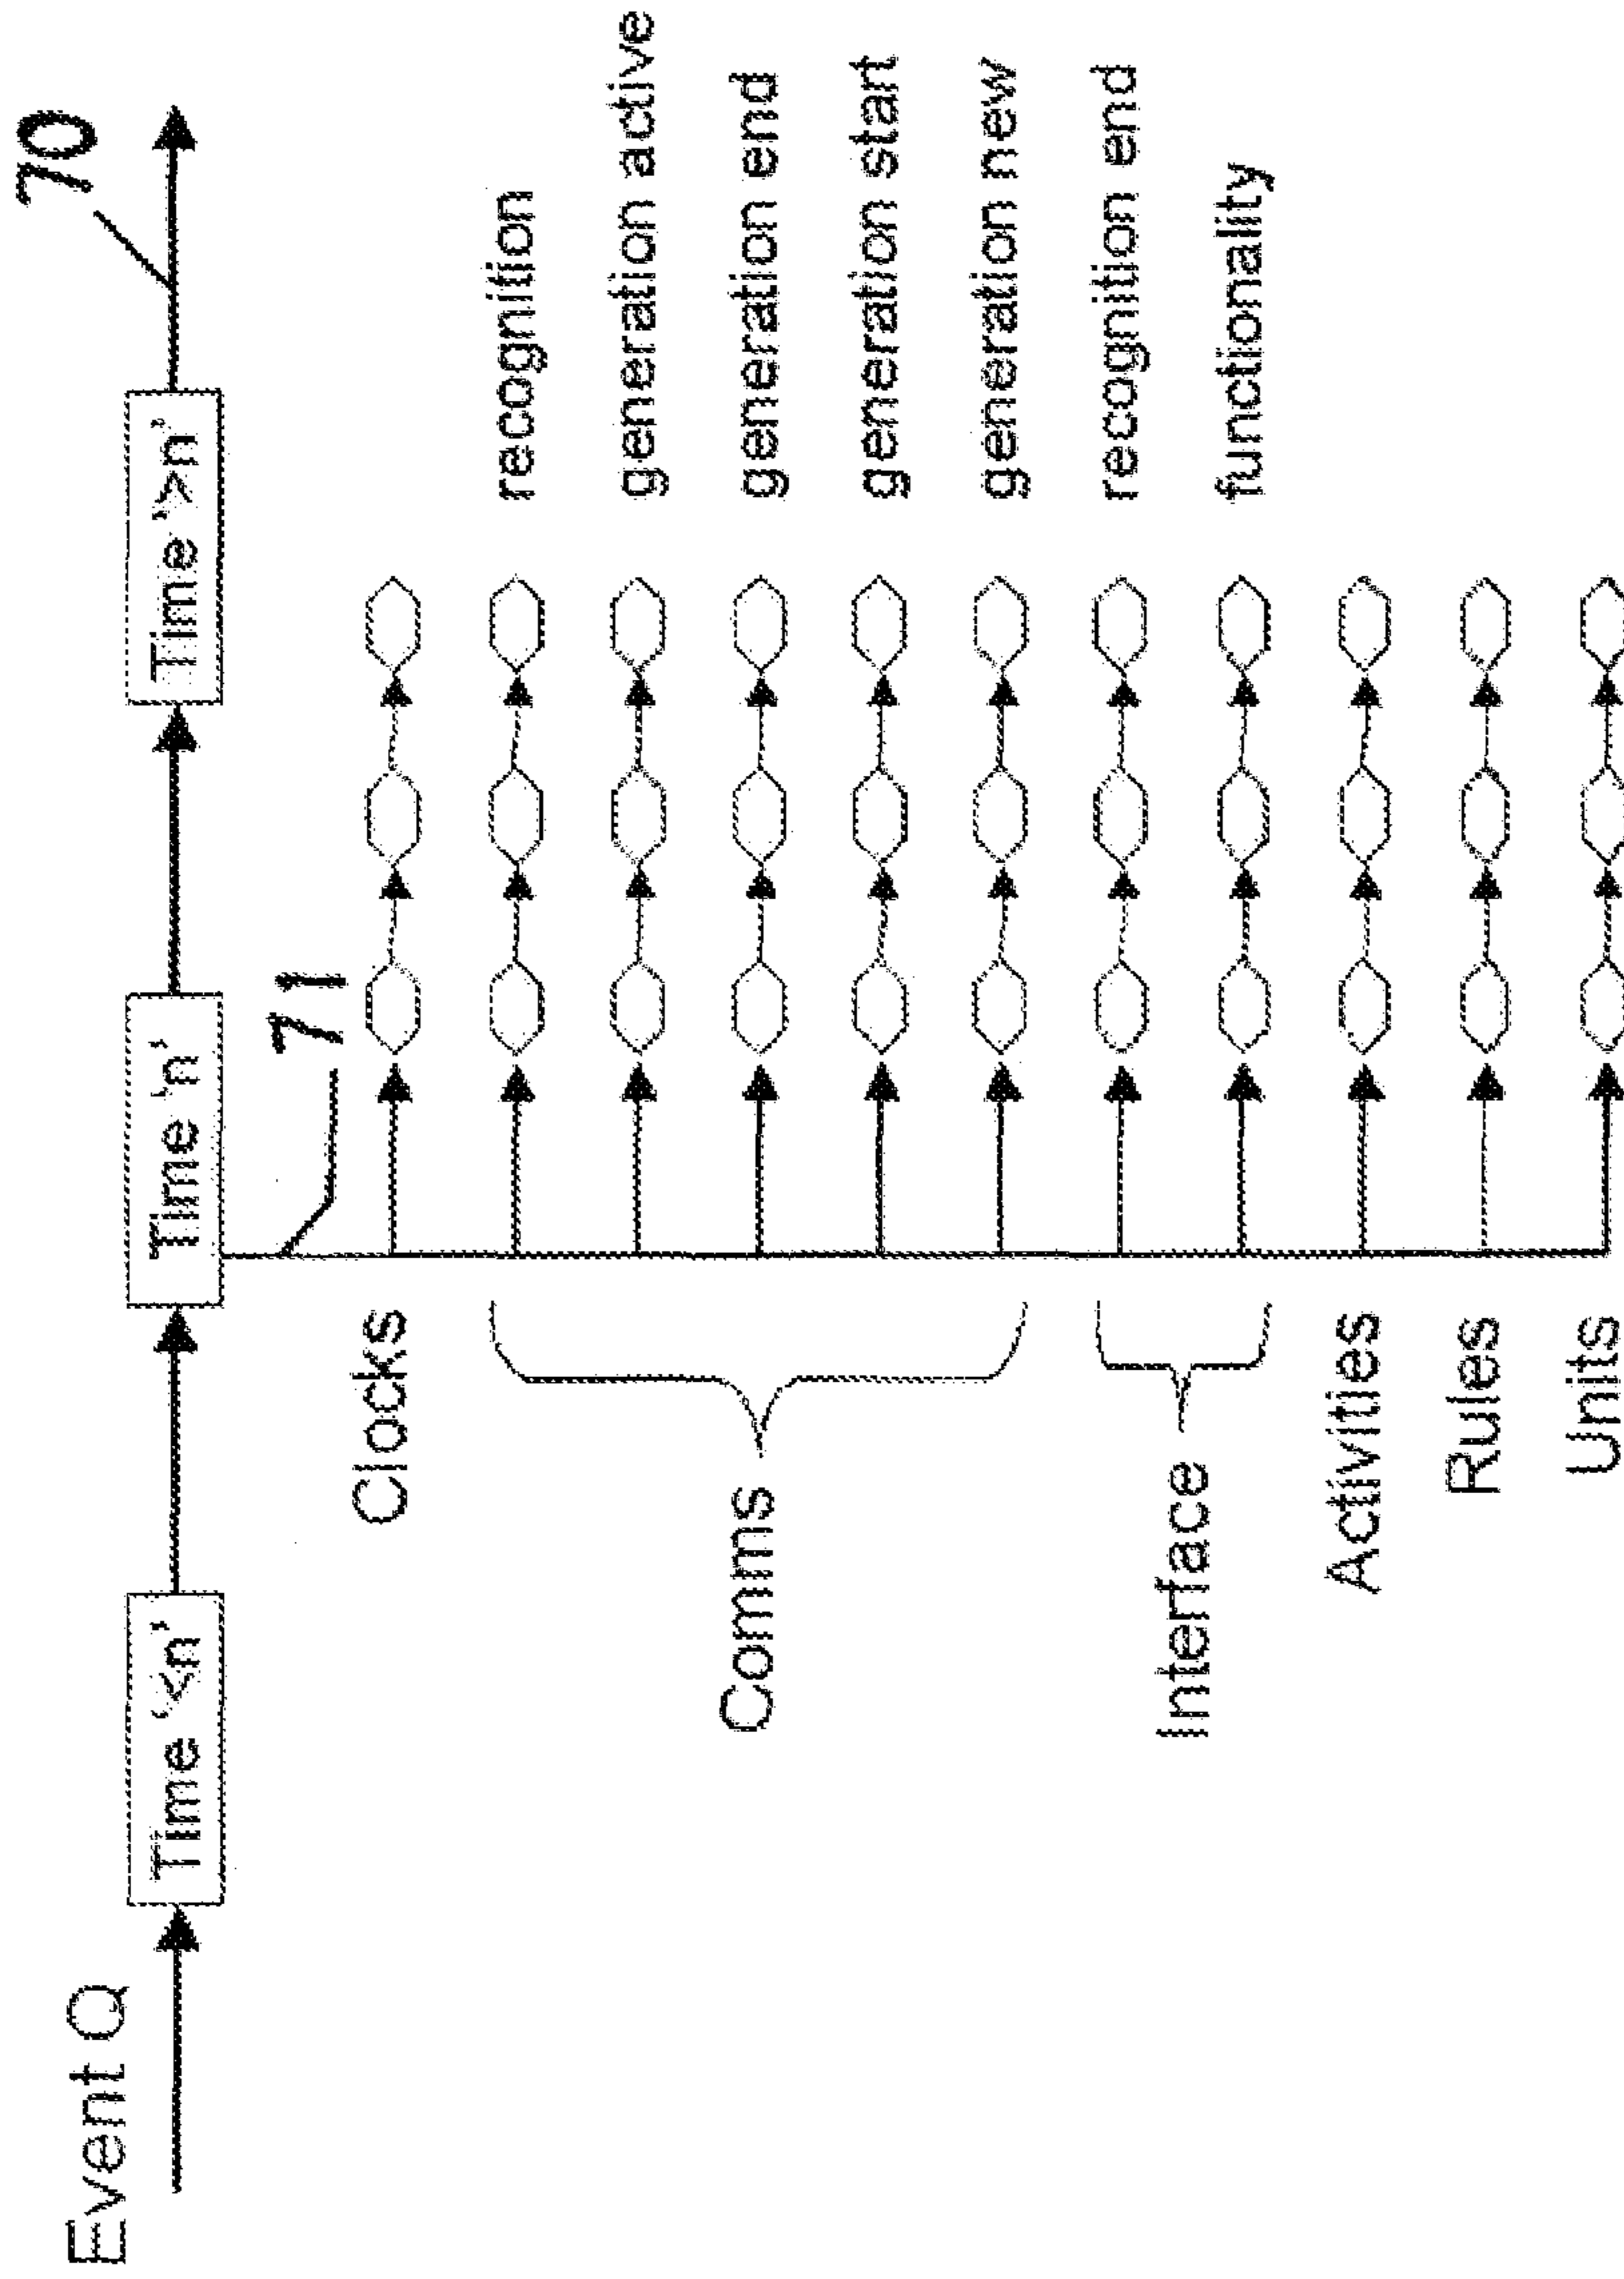 70
Event Q
Time '<n'
Time 'n'
Time '>n'
71
Clocks
Comms
recognition
generation active
generation end
generation start
generation new
Interface
recognition end
functionality
Activities
Rules
Units